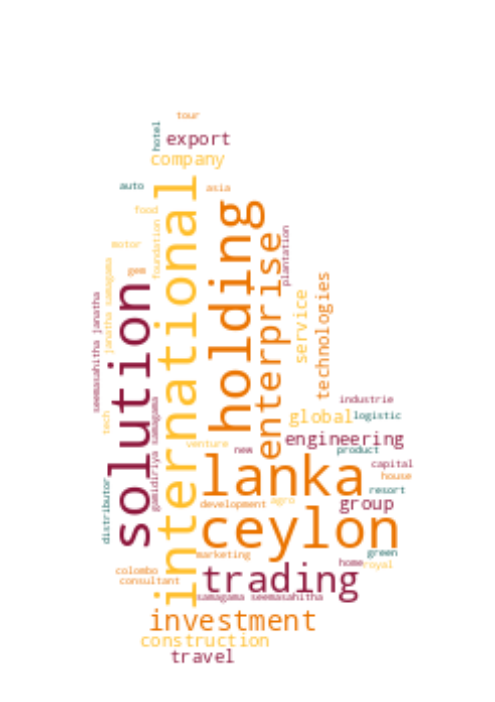 tour
hotel
export
company
auto
asia
food
foundation
international
holding
enterprise
plantation
motor
gem
janatha samagama
seemasahitha janatha
solution
service
technologies
industrie
global
logistic
tech
gamidiriya samagama
venture
new
engineering
product
lanka
capital
house
resort
distributor
development
agro
group
ceylon
marketing
green
home
royal
colombo
consultant
trading
samagama seemasahitha
investment
construction
travel